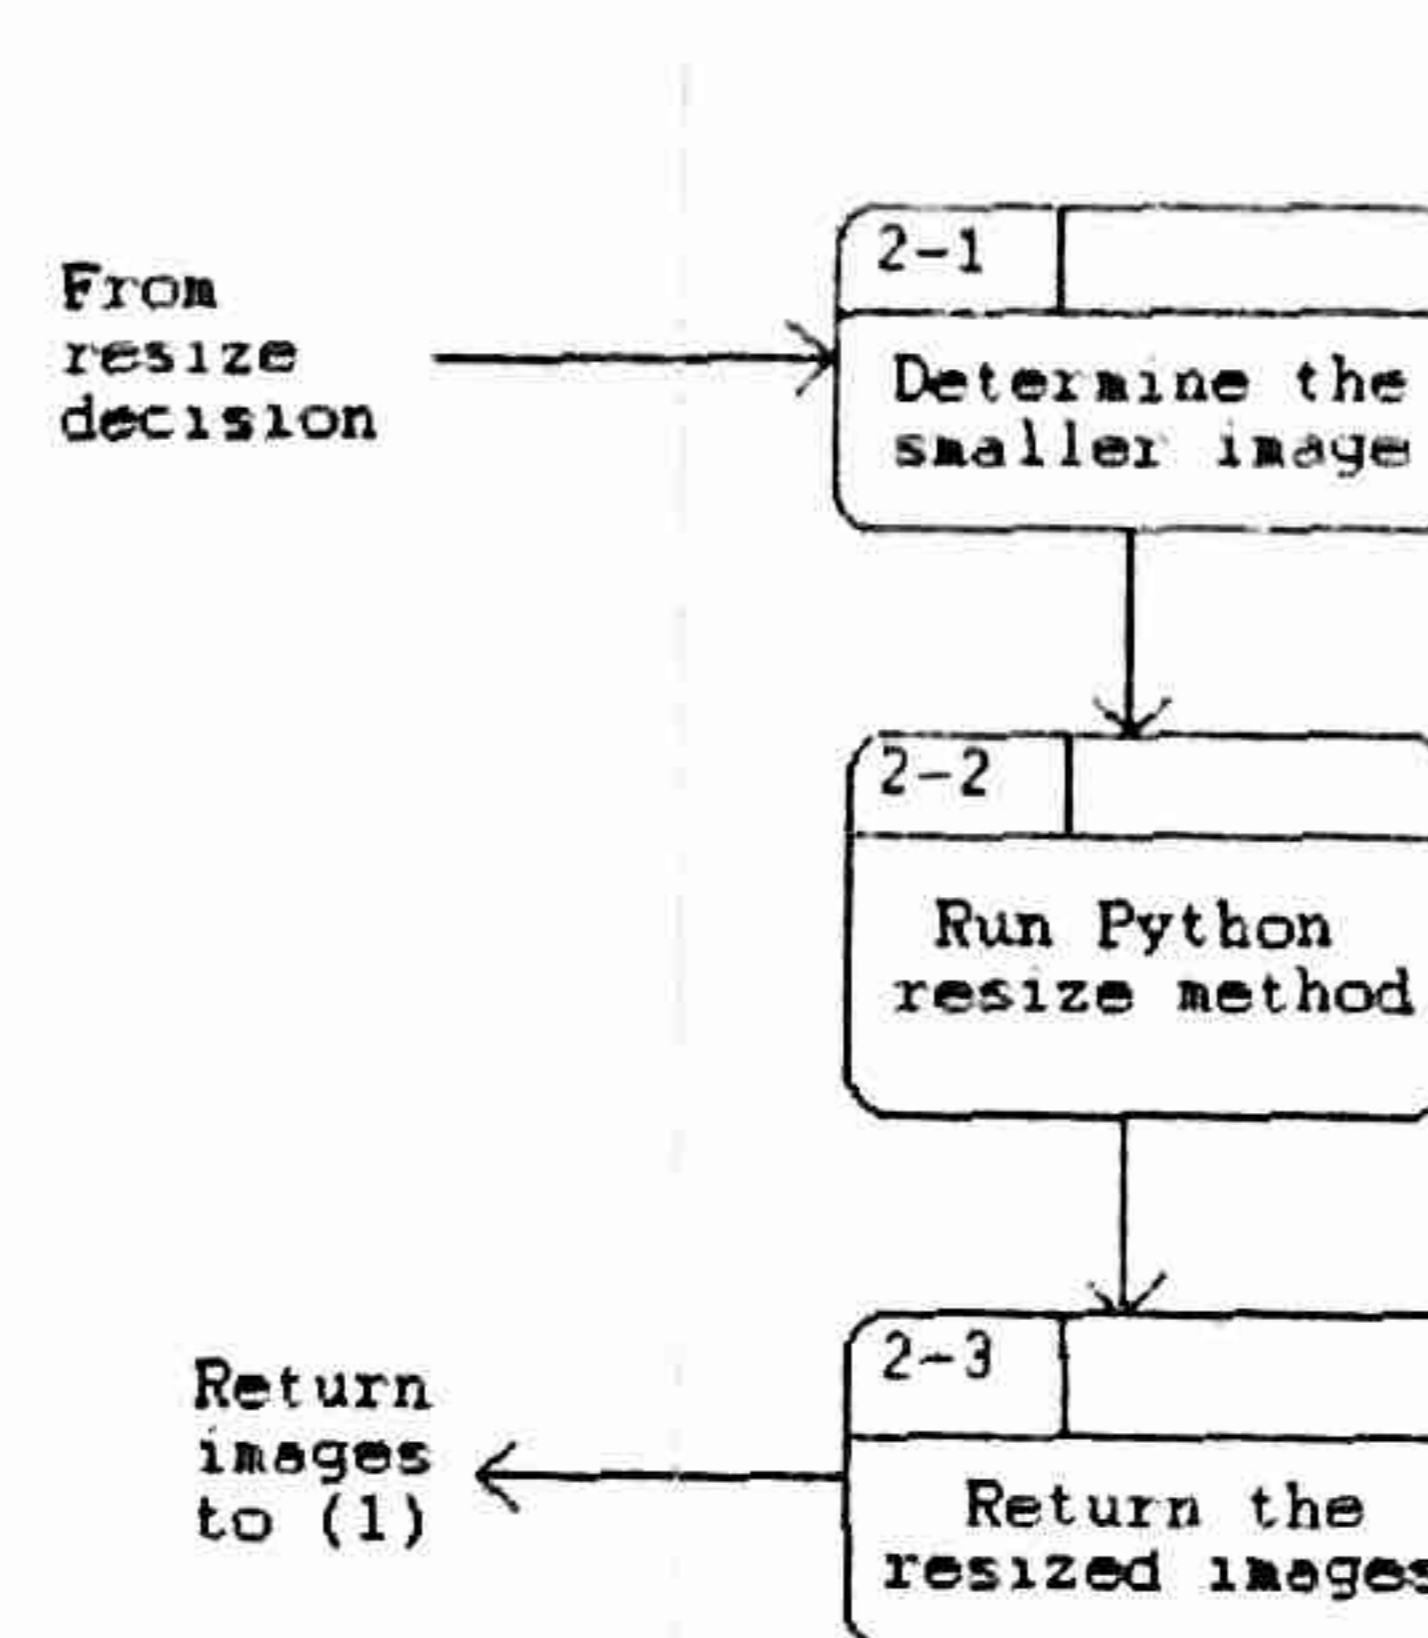 From
resize
decision
2-1
Determine the
smaller image
2-2
Run Python
resize method
2-3
Return the
resized images
Return
images
to (1)